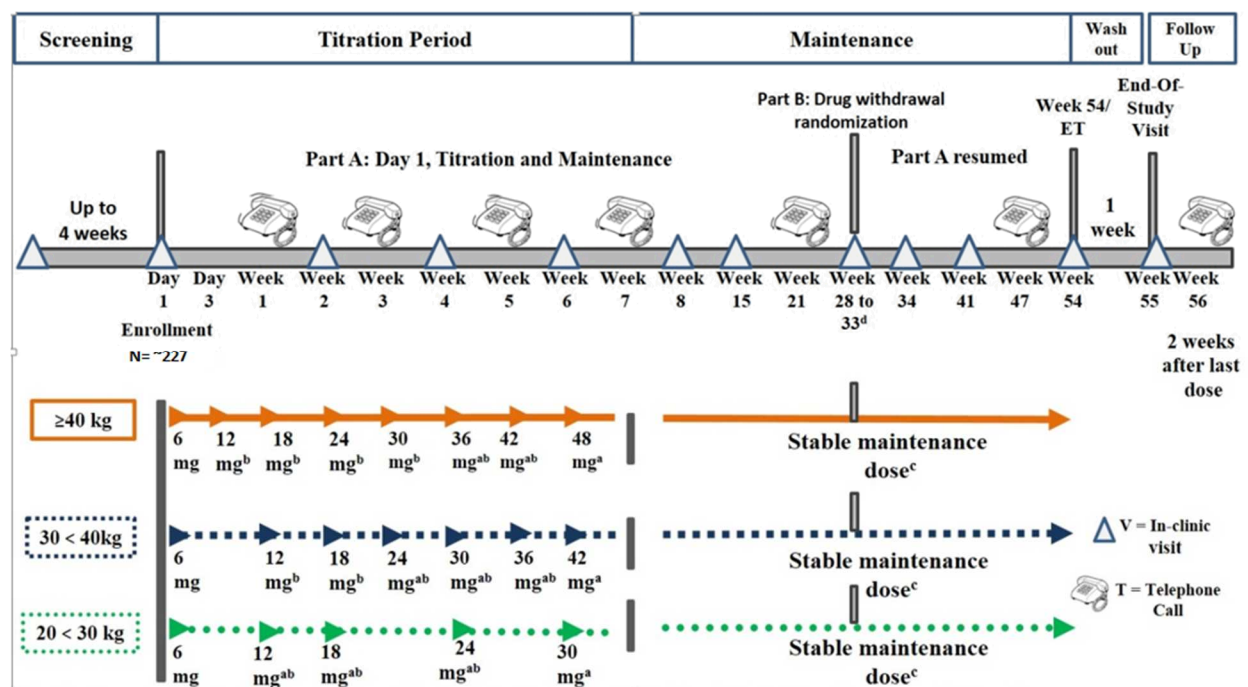 Screening
Titration Period
Maintenance
Wash
out
Follow
Up
Part B: Drug withdrawal
randomization
Week 54/
ET
End-Of-
Study
Visit
Part A: Day 1, Titration and Maintenance
Part A resumed
Up to
4 weeks
1
week
Day Day Week Week Week Week Week Week Week Week Week Week Week Week Week Week Week Week Week
1 3 1 2 3 4 5 6 7 8 15 21 28 to 34 41 47 54 55 56
33ᵈ
Enrollment
N= ~227
2 weeks
after last
dose
≥40 kg
6 12 18 24 30 36 42 48
mg mgᵇ mgᵇ mgᵇ mgᵇ mgᵃᵇ mgᵃᵇ mgᵃ
Stable maintenance
doseᶜ
30 < 40kg
6 12 18 24 30 36 42
mg mgᵇ mgᵇ mgᵃᵇ mgᵃᵇ mgᵃᵇ mgᵃ
Stable maintenance
doseᶜ
20 < 30 kg
6 12 18 24 30
mg mgᵃᵇ mgᵃᵇ mgᵃᵇ mgᵃ
Stable maintenance
doseᶜ
V = In-clinic
visit
T = Telephone
Call